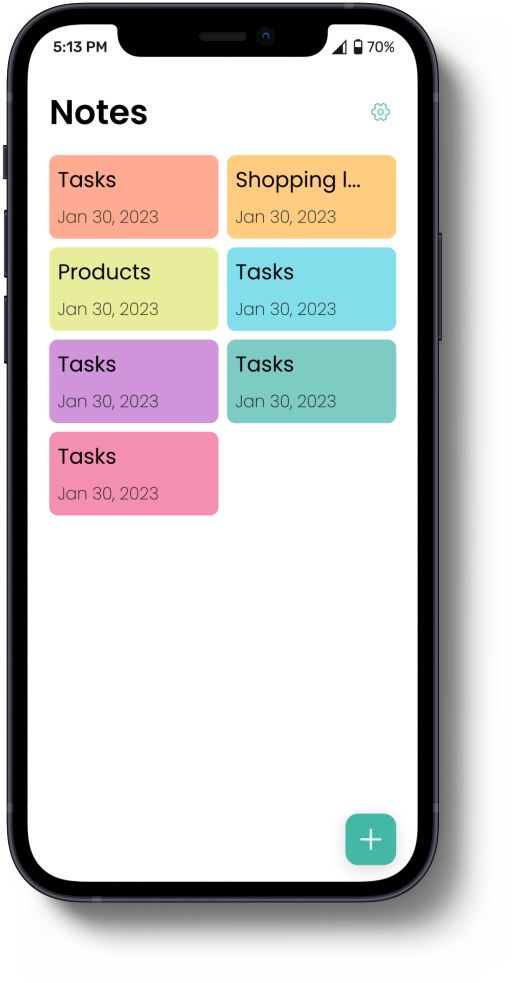 5:13 PM 70%
Notes
Tasks Shopping l...
Jan 30, 2023 Jan 30, 2023
Products Tasks
Jan 30, 2023 Jan 30, 2023
Tasks Tasks
Jan 30, 2023 Jan 30, 2023
Tasks
Jan 30, 2023